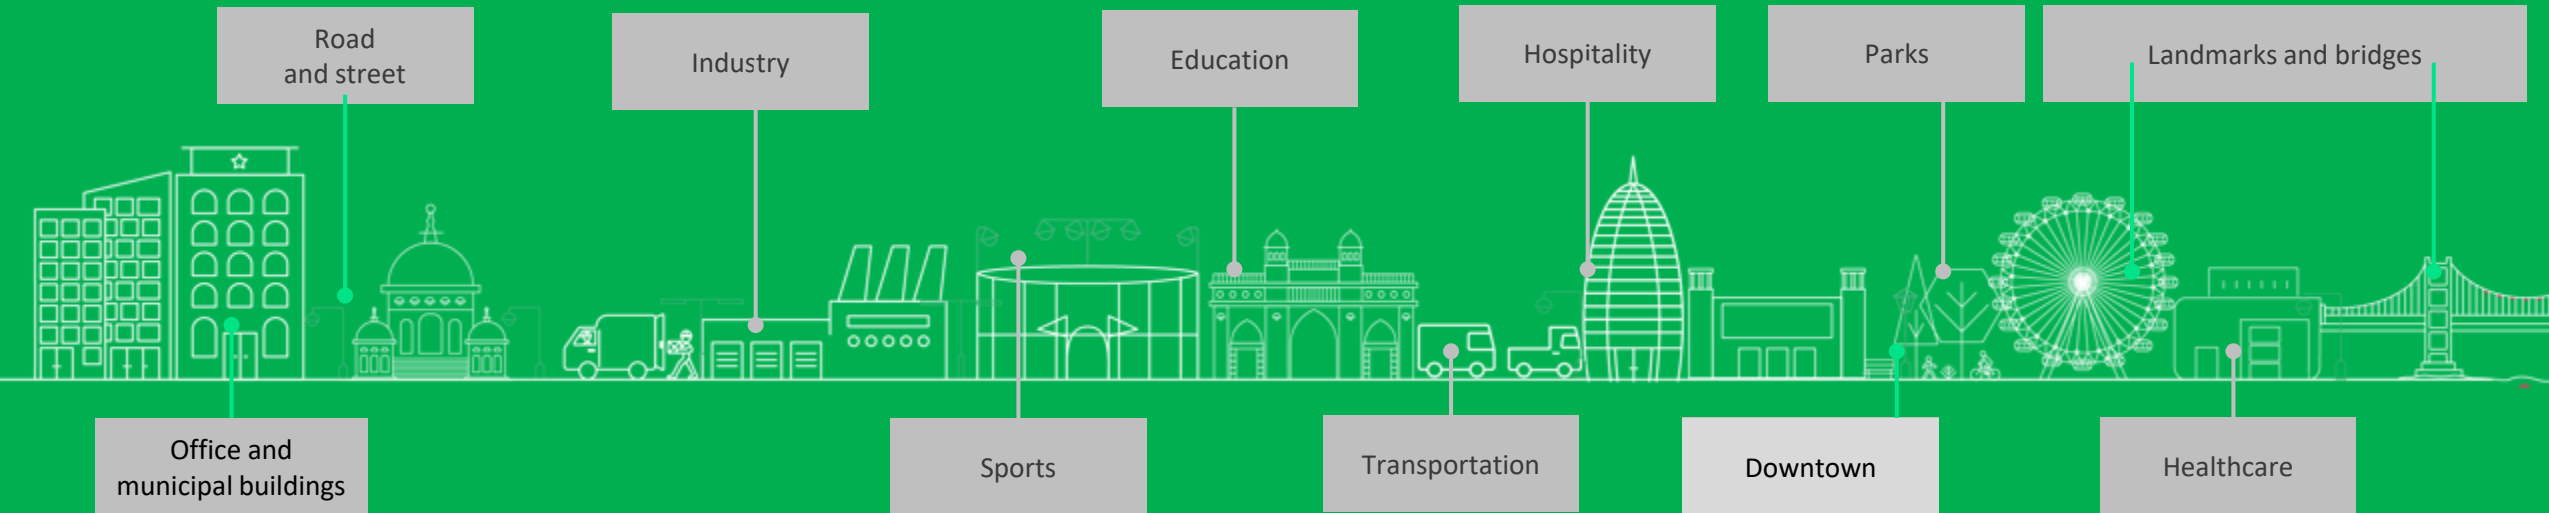 Road
and street
Industry
Education
Hospitality
Parks
Landmarks and bridges
Office and
municipal buildings
Sports
Transportation
Downtown
Healthcare